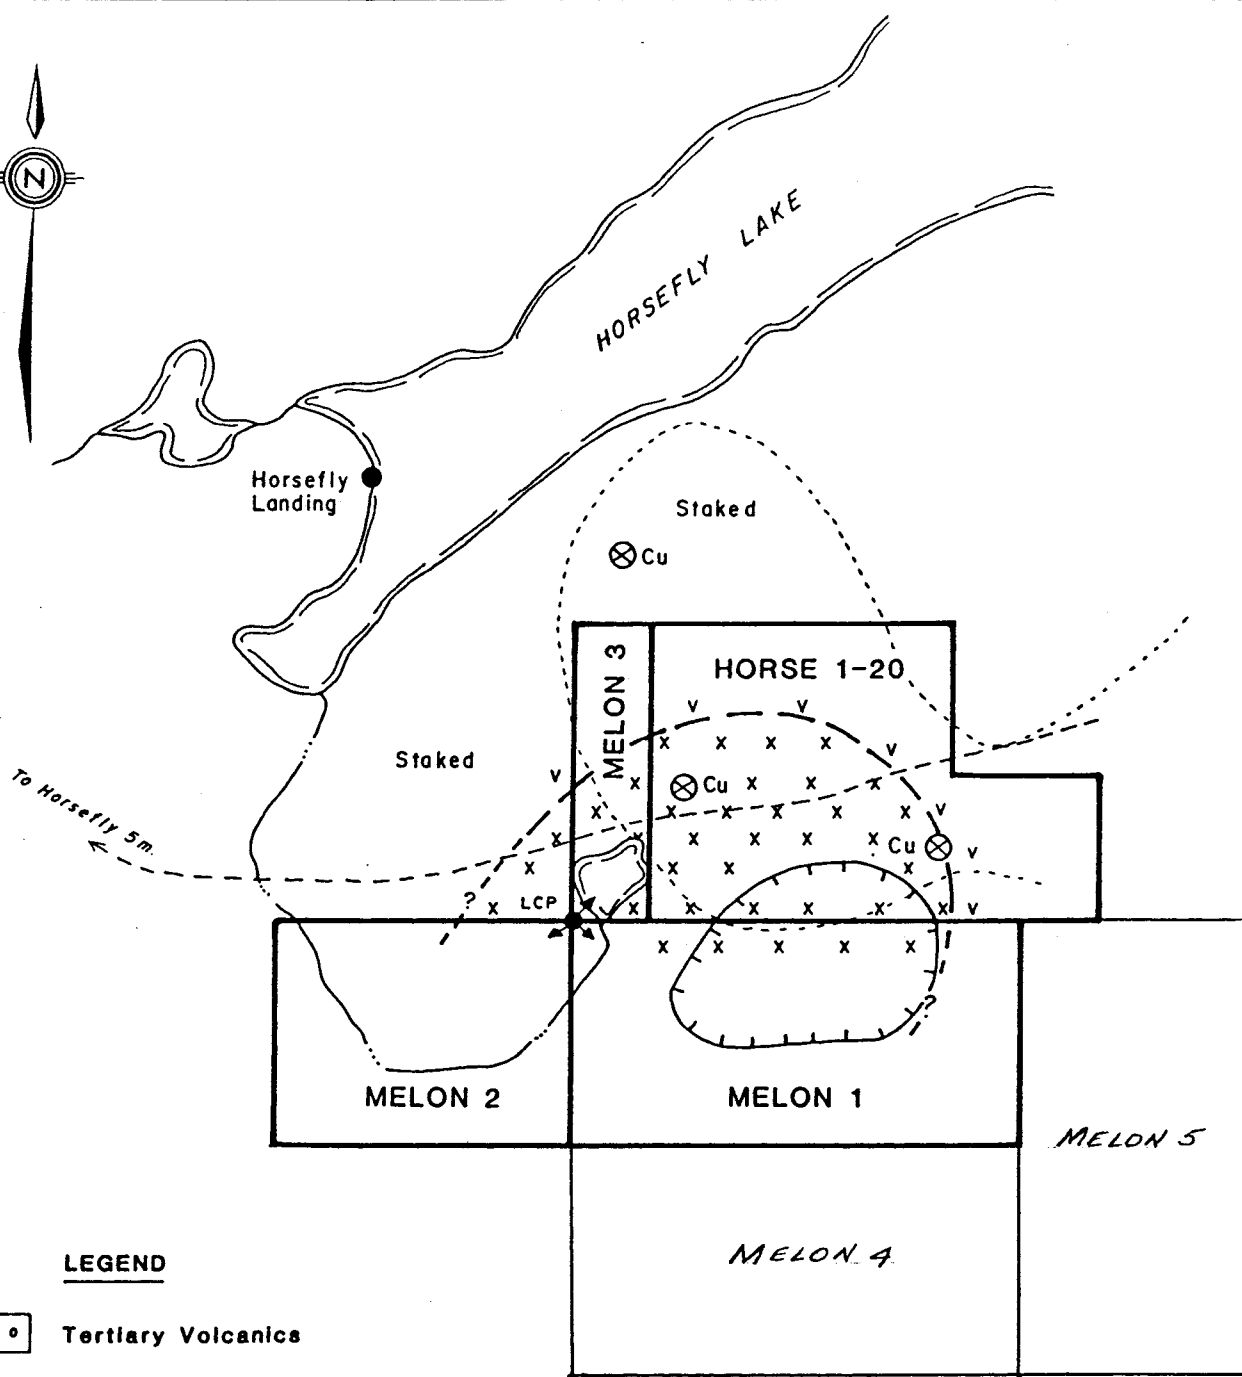 N
HORSEFLY LAKE
Horsefly
Landing
Staked
Cu
MELON 3
HORSE 1-20
v v
x x x x
Staked
v
v
To Horsefly 5 m.
x
Cu
x x x
x x x x x
v
x x x x x
Cu
v
x x x x
?
x
LCP
x x x x x x
v
x x x x x
?
MELON 2
MELON 1
MELON 5
MELON 4
LEGEND
o
Tertiary Volcanics